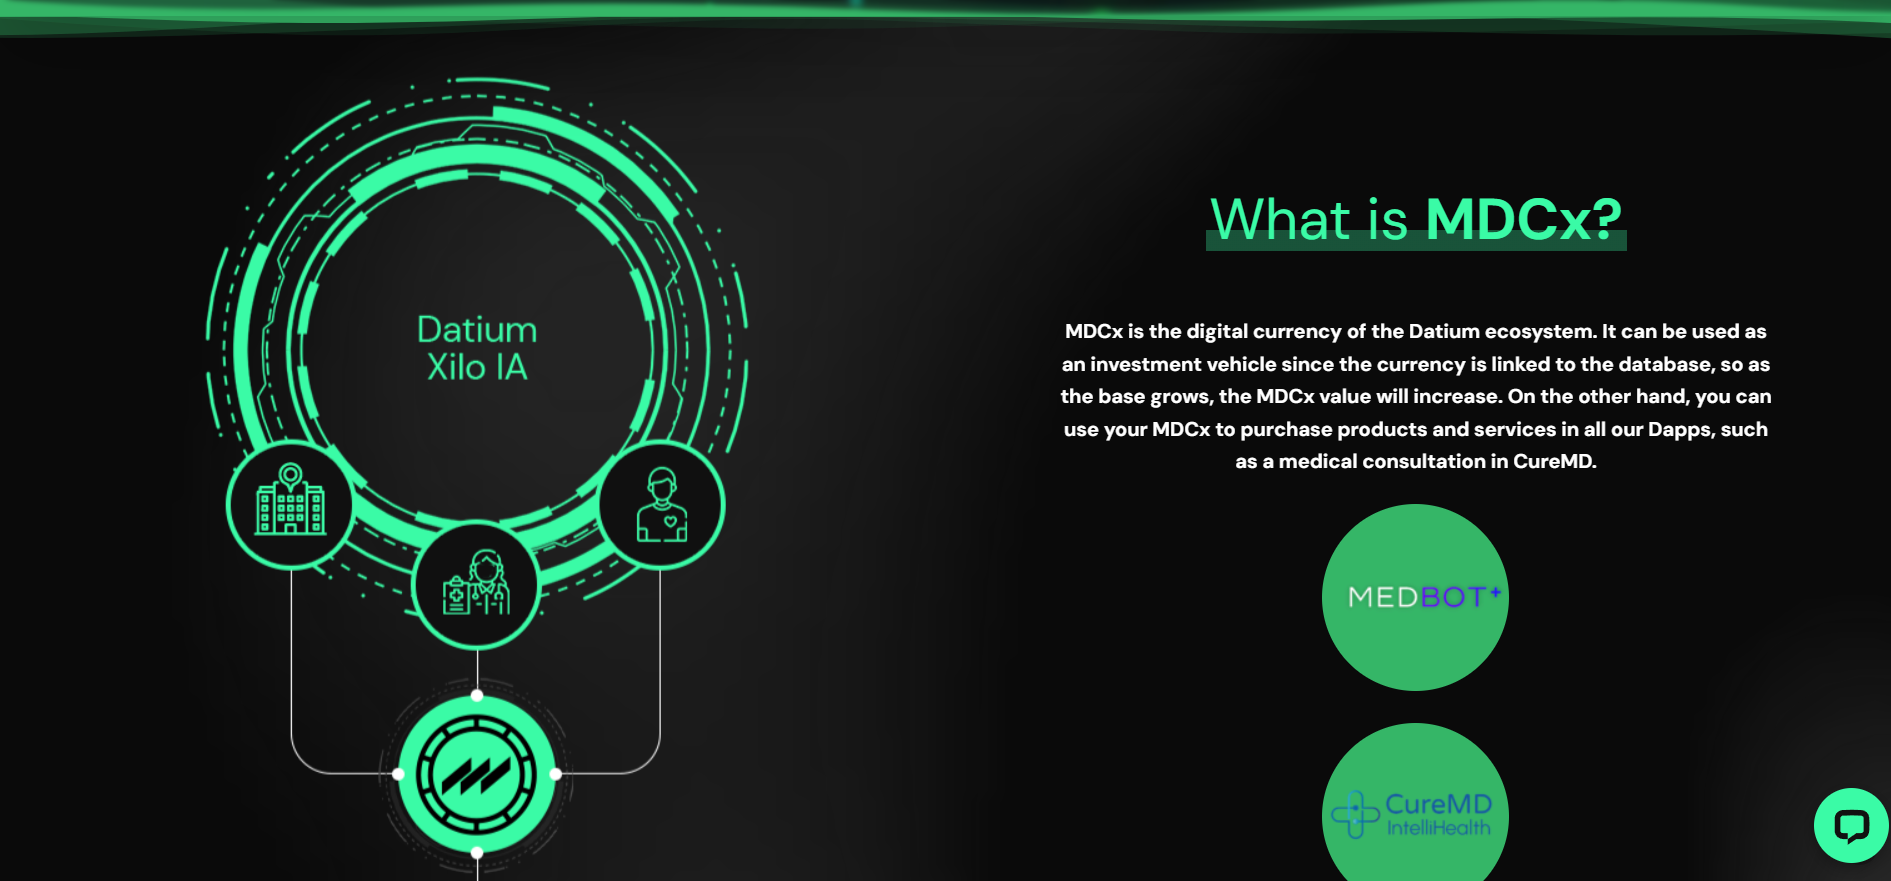 Datium
Xilo IA
What is MDCx?
MDCx is the digital currency of the Datium ecosystem. It can be used as
an investment vehicle since the currency is linked to the database, so as
the base grows, the MDCx value will increase. On the other hand, you can
use your MDCx to purchase products and services in all our Dapps, such
as a medical consultation in CureMD.
MEDBOT+
CureMD
IntelliHealth